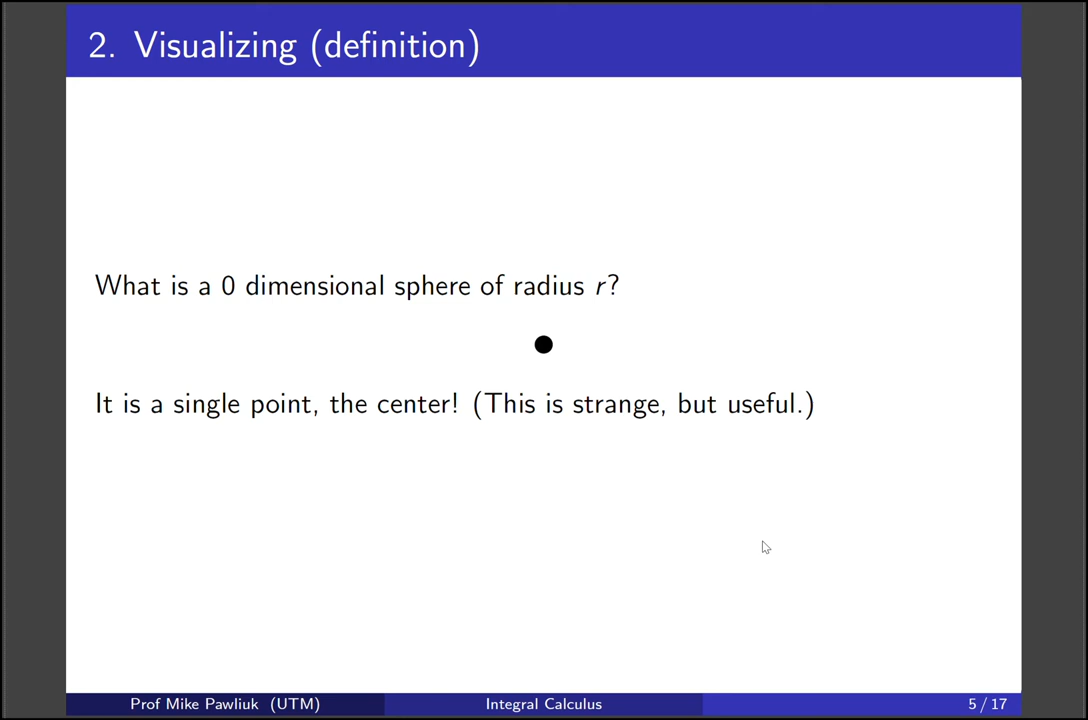 2. Visualizing (definition)
What is a 0 dimensional sphere of radius r?
It is a single point, the center! (This is strange, but useful.)
Prof Mike Pawliuk (UTM)
Integral Calculus
5 / 17